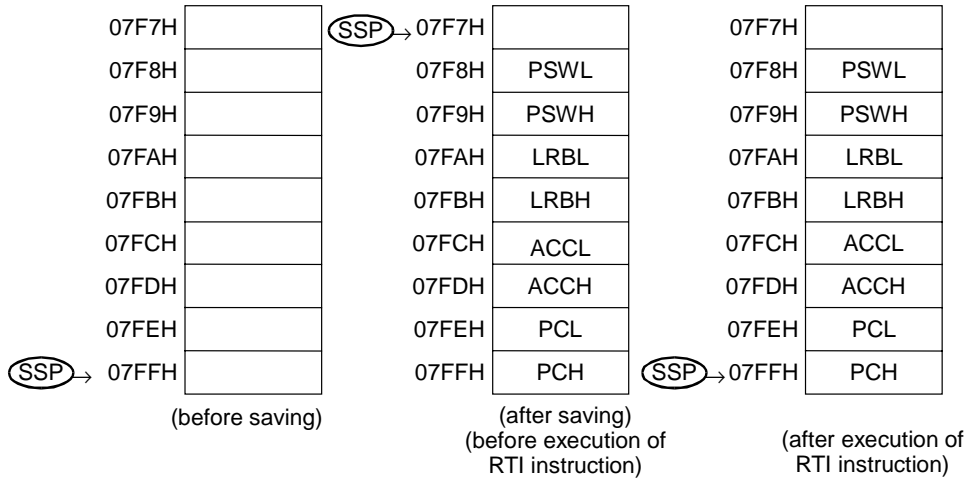 07F7H SSP → 07F7H 07F7H
07F8H 07F8H PSWL 07F8H PSWL
07F9H 07F9H PSWH 07F9H PSWH
07FAH 07FAH LRBL 07FAH LRBL
07FBH 07FBH LRBH 07FBH LRBH
07FCH 07FCH ACCL 07FCH ACCL
07FDH 07FDH ACCH 07FDH ACCH
07FEH 07FEH PCL 07FEH PCL
SSP → 07FFH 07FFH PCH SSP → 07FFH PCH
(before saving)
(after saving)
(before execution of
RTI instruction)
(after execution of
RTI instruction)